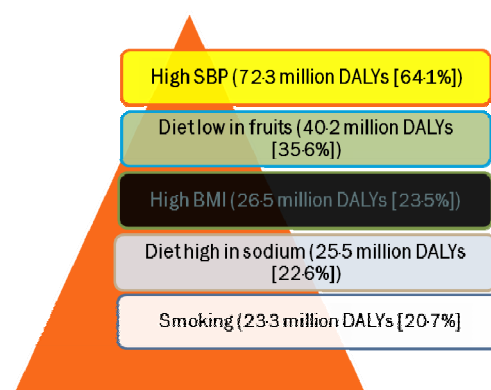 High SBP (72·3 million DALYs [64·1%])
Diet low in fruits (40·2 million DALYs
[35·6%])
High BMI (26·5 million DALYs [23·5%])
Diet high in sodium (25·5 million DALYs
[22·6%])
Smoking (23·3 million DALYs [20·7%]